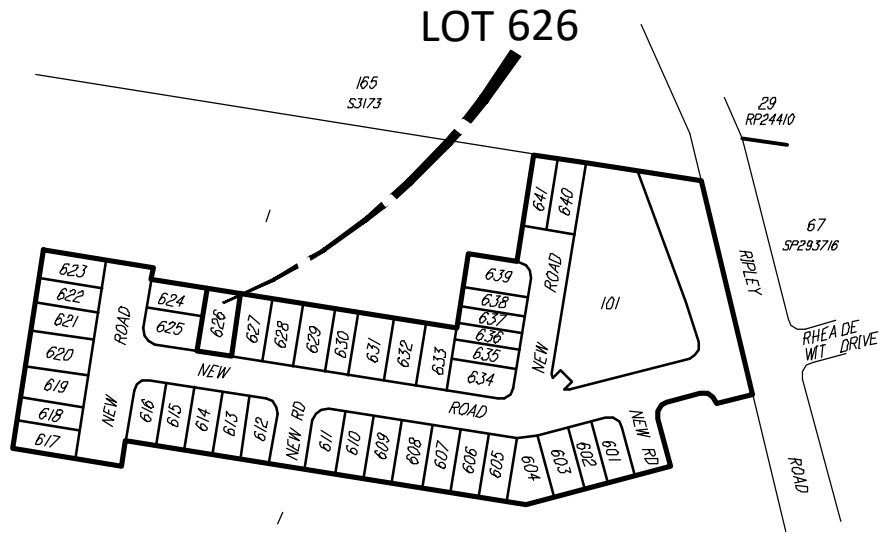 LOT 626
165
S3173
29
RP24410
1
67
SP293716
RIPLEY
ROAD
RHEA DE
WIT DRIVE
641
640
101
NEW
ROAD
639
638
637
636
635
634
623
622
621
620
619
618
617
NEW
ROAD
624
625
626
627
628
629
630
631
632
633
NEW
ROAD
616
615
614
613
612
NEW RD
611
610
609
608
607
606
605
604
603
602
601
NEW RD
1